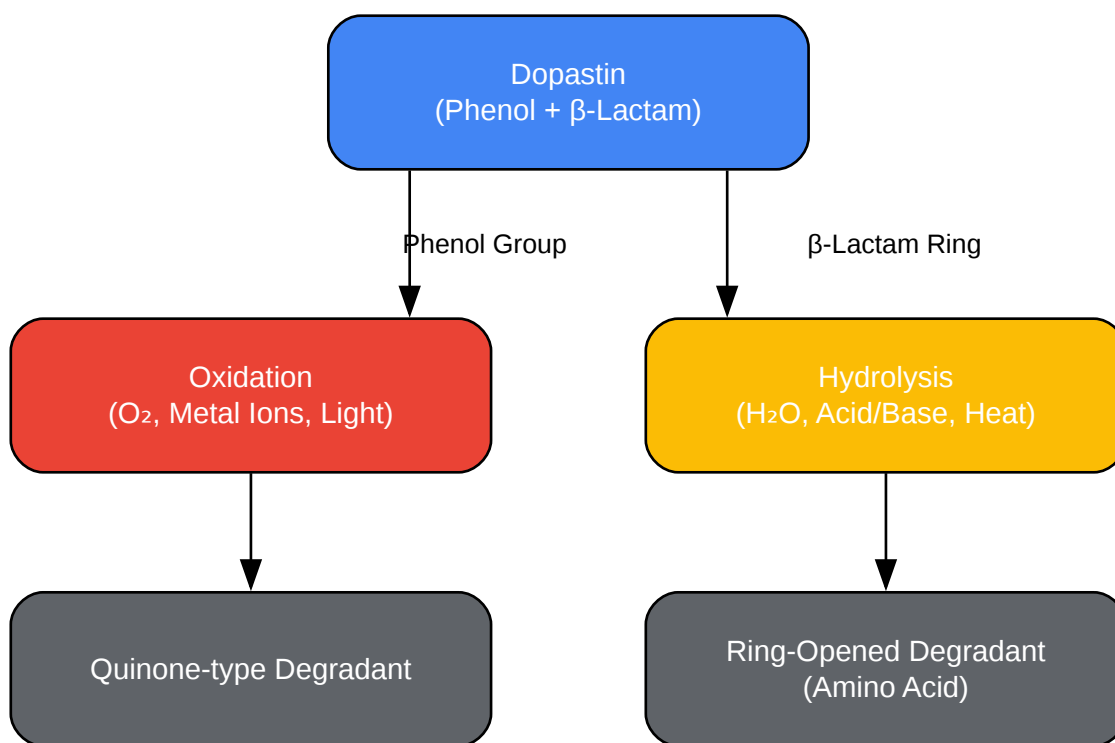 Dopastin
(Phenol + β-Lactam)
Phenol Group
β-Lactam Ring
Oxidation
(O₂, Metal Ions, Light)
Hydrolysis
(H₂O, Acid/Base, Heat)
Quinone-type Degradant
Ring-Opened Degradant
(Amino Acid)